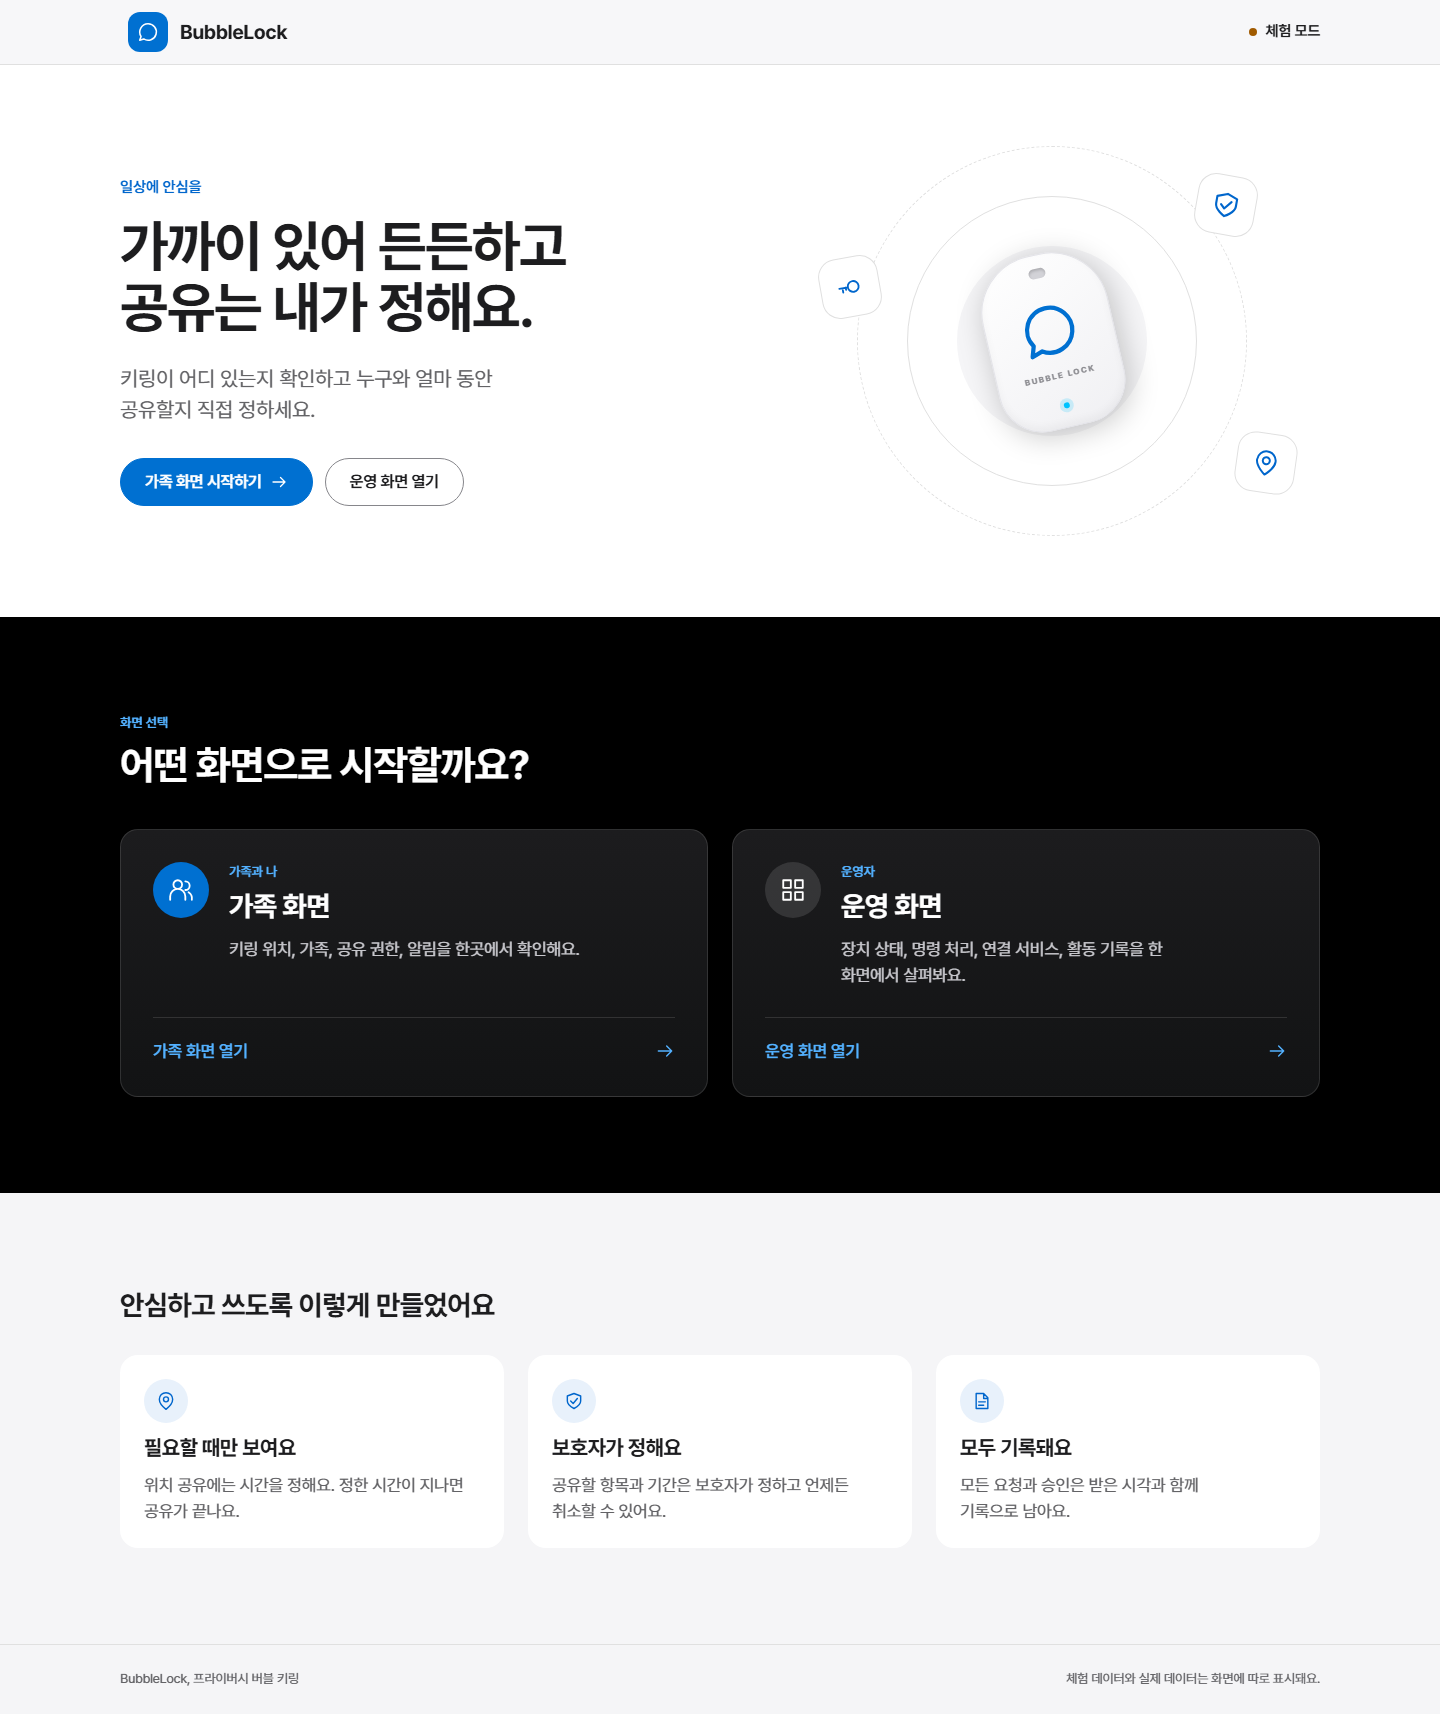 BubbleLock
체험 모드
일상에 안심을
가까이 있어 든든하고
공유는 내가 정해요.
키링이 어디 있는지 확인하고 누구와 얼마 동안
공유할지 직접 정하세요.
가족 화면 시작하기
운영 화면 열기
BUBBLE LOCK
화면 선택
어떤 화면으로 시작할까요?
가족과 나
가족 화면
키링 위치, 가족, 공유 권한, 알림을 한곳에서 확인해요.
가족 화면 열기
운영자
운영 화면
장치 상태, 명령 처리, 연결 서비스, 활동 기록을 한
화면에서 살펴봐요.
운영 화면 열기
안심하고 쓰도록 이렇게 만들었어요
필요할 때만 보여요
위치 공유에는 시간을 정해요. 정한 시간이 지나면
공유가 끝나요.
보호자가 정해요
공유할 항목과 기간은 보호자가 정하고 언제든
취소할 수 있어요.
모두 기록돼요
모든 요청과 승인은 받은 시각과 함께
기록으로 남아요.
BubbleLock, 프라이버시 버블 키링
체험 데이터와 실제 데이터는 화면에 따로 표시돼요.